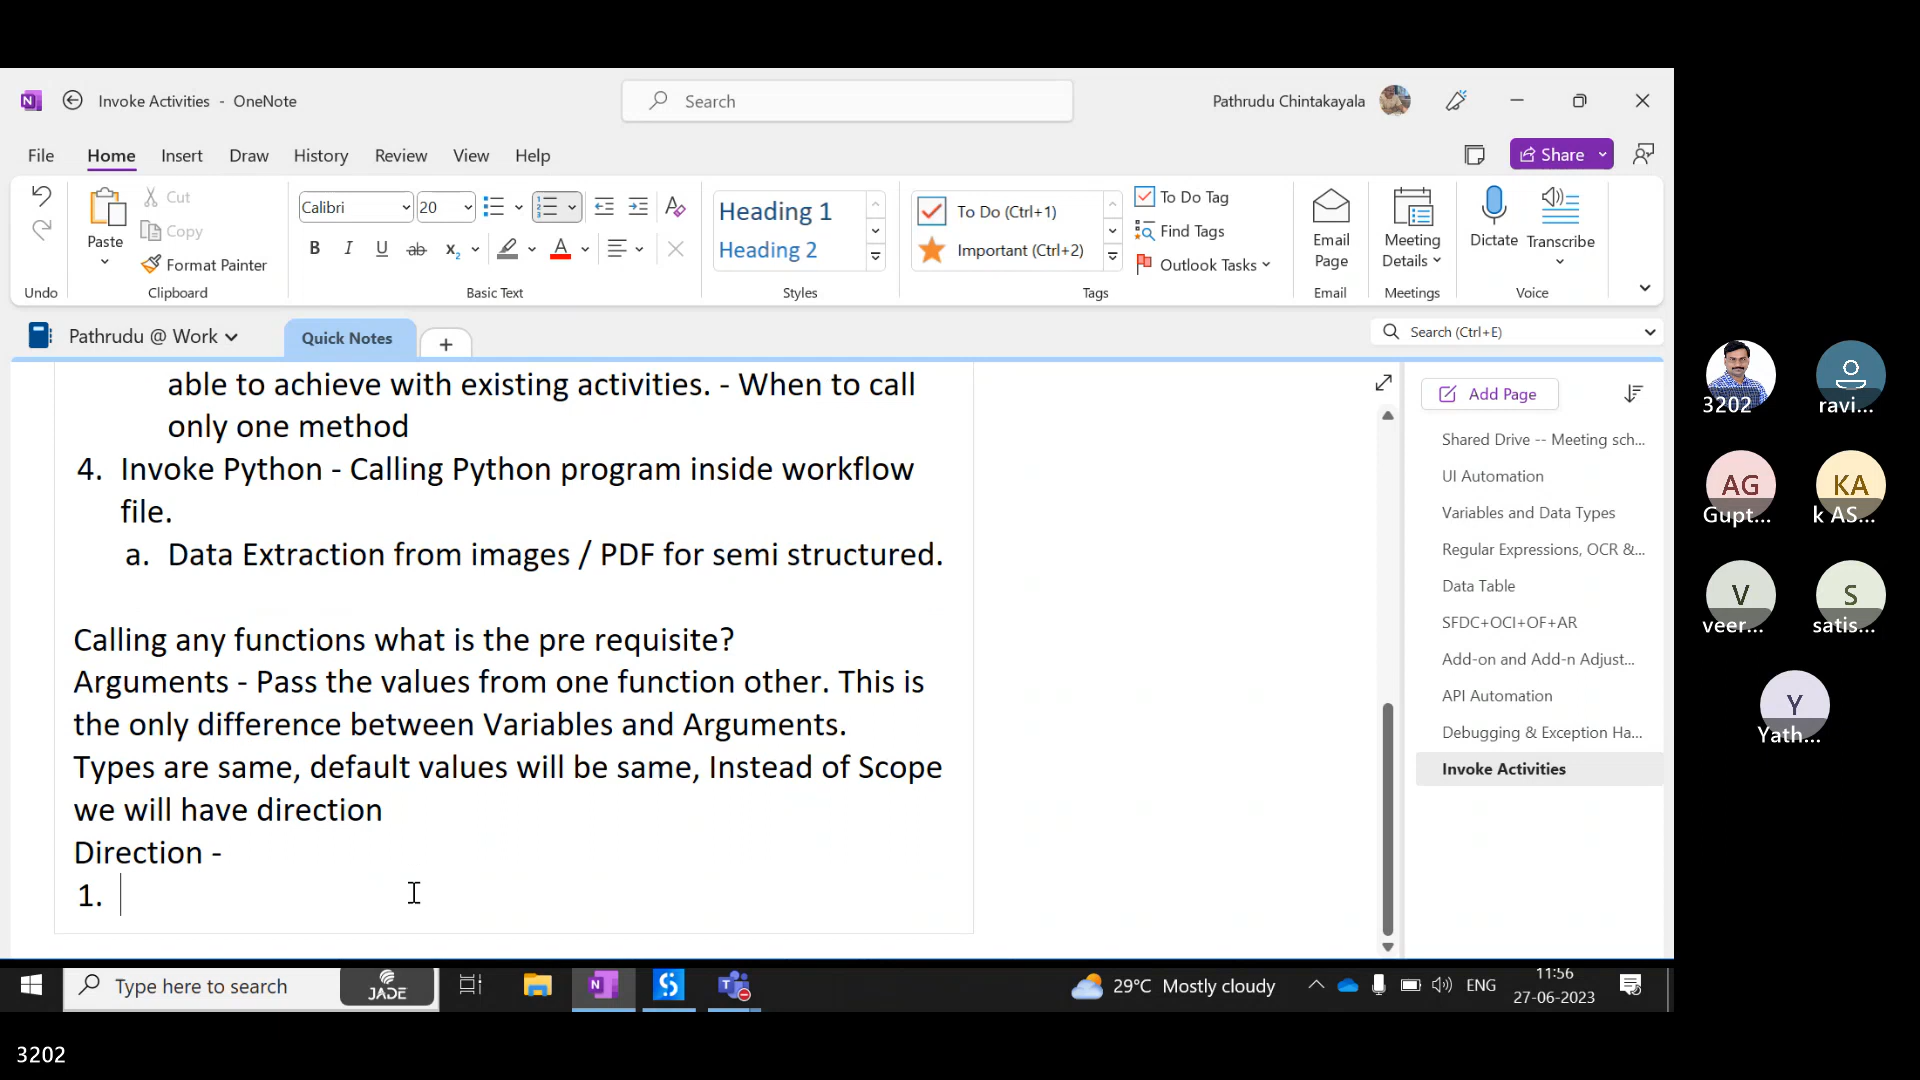 Invoke Activities - OneNote
Search
Pathrudu Chintakayala
File Home Insert Draw History Review View Help
Share
Paste
Cut
Copy
Format Painter
Calibri 20
Heading 1
Heading 2
To Do (Ctrl+1)
Important (Ctrl+2)
To Do Tag
Find Tags
Outlook Tasks
Email
Page
Meeting
Details
Dictate
Transcribe
Undo Clipboard Basic Text Styles Tags Email Meetings Voice
Pathrudu @ Work
Quick Notes
+
Search (Ctrl+E)
able to achieve with existing activities. - When to call
only one method
4. Invoke Python - Calling Python program inside workflow
file.
a. Data Extraction from images / PDF for semi structured.
Calling any functions what is the pre requisite?
Arguments - Pass the values from one function other. This is
the only difference between Variables and Arguments.
Types are same, default values will be same, Instead of Scope
we will have direction
Direction -
1.
Add Page
Shared Drive -- Meeting sch...
UI Automation
Variables and Data Types
Regular Expressions, OCR &...
Data Table
SFDC+OCI+OF+AR
Add-on and Add-n Adjust...
API Automation
Debugging & Exception Ha...
Invoke Activities
3202
ravi...
AG
Gupt...
KA
k AS...
V
veer...
S
satis...
Y
Yath...
Type here to search
JADE
29°C Mostly cloudy
ENG
11:56
27-06-2023
3202